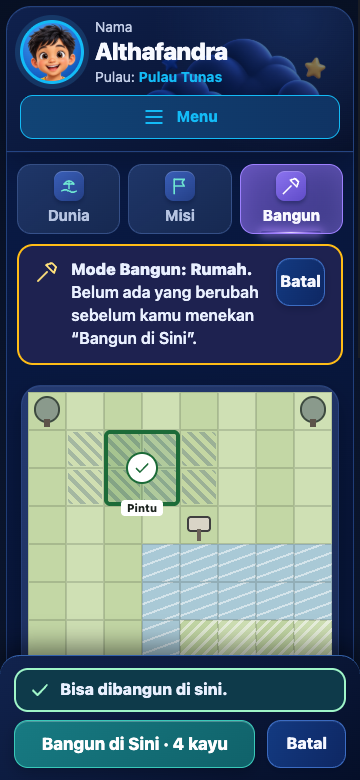 Nama
Althafandra
Pulau: Pulau Tunas
Menu
Dunia
Misi
Bangun
Mode Bangun: Rumah.
Belum ada yang berubah
sebelum kamu menekan
“Bangun di Sini”.
Batal
Pintu
Bisa dibangun di sini.
Bangun di Sini · 4 kayu
Batal